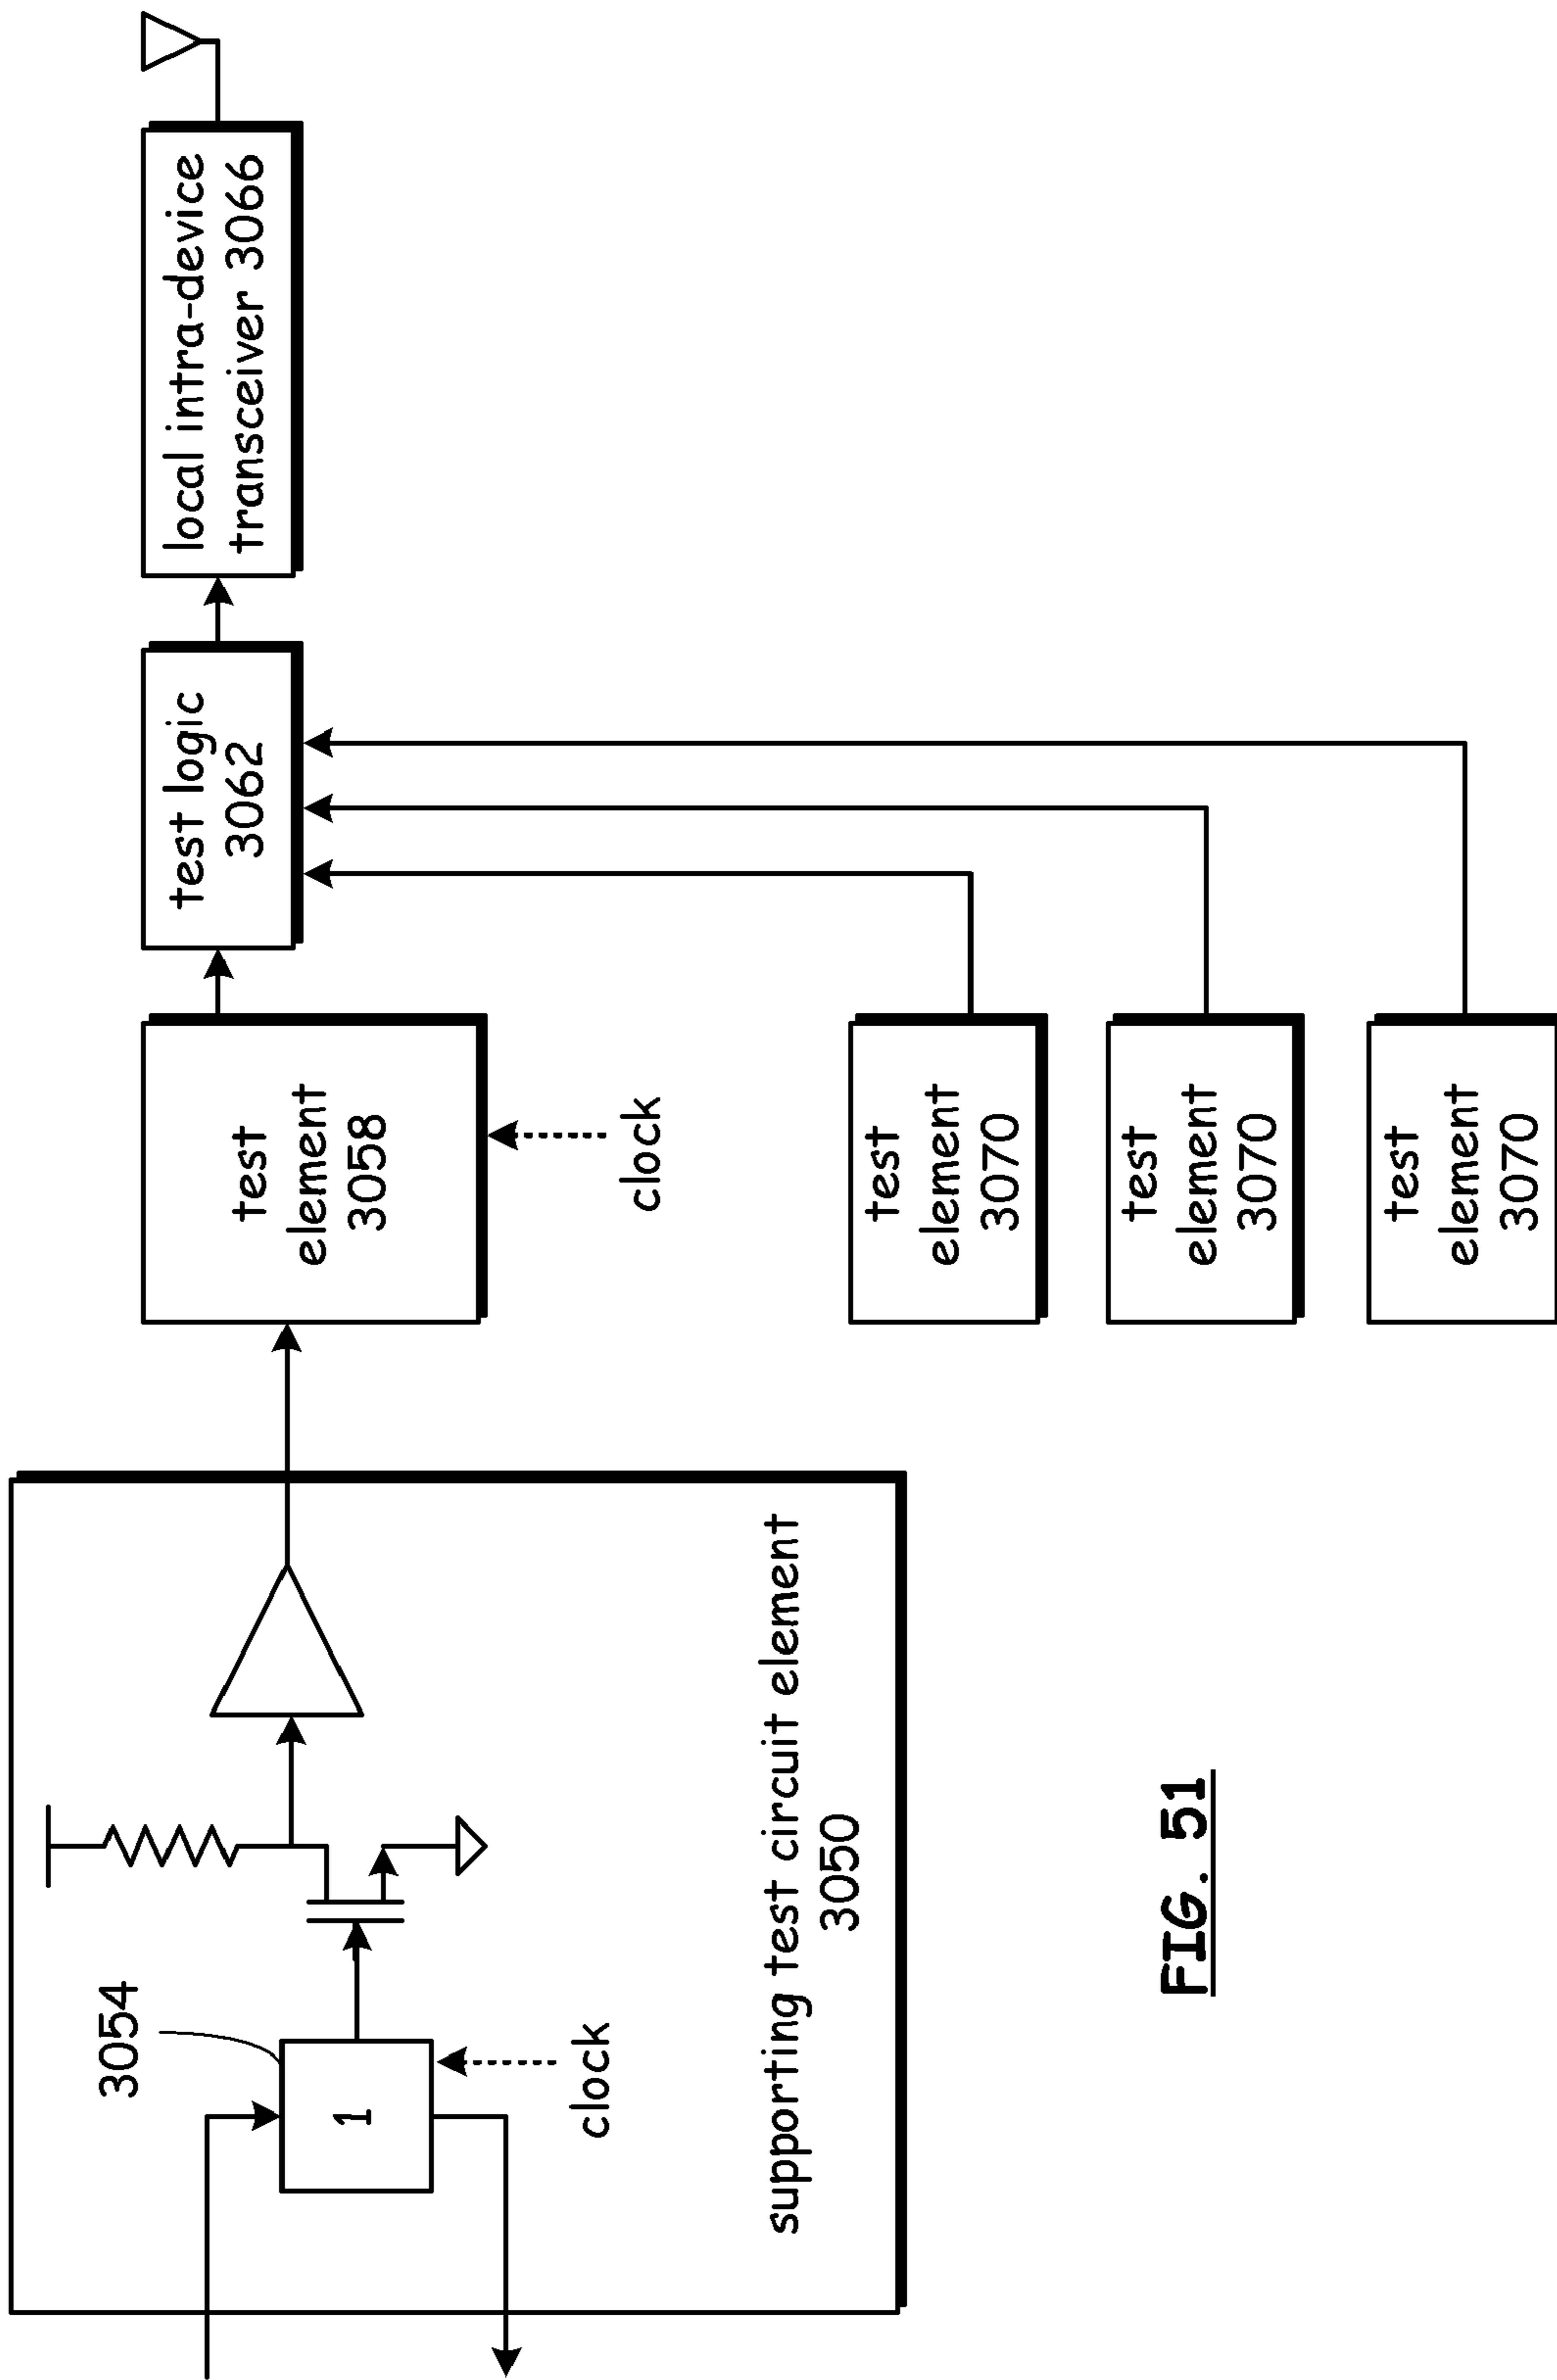 3054
1
clock
supporting test circuit element
3050
test
element
3058
clock
test logic
3062
local intra-device
transceiver 3066
test
element
3070
test
element
3070
test
element
3070
FIG. 51